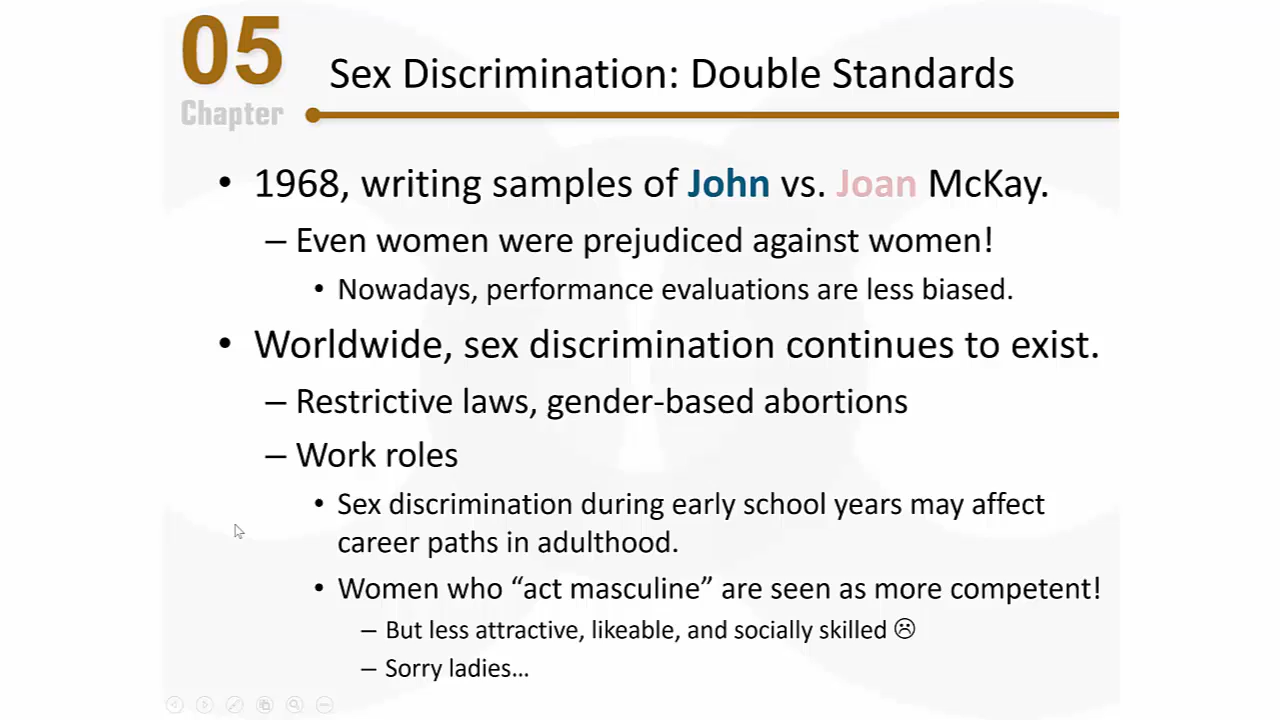 05
Chapter
Sex Discrimination: Double Standards
• 1968, writing samples of John vs. Joan McKay.
– Even women were prejudiced against women!
• Nowadays, performance evaluations are less biased.
• Worldwide, sex discrimination continues to exist.
– Restrictive laws, gender-based abortions
– Work roles
• Sex discrimination during early school years may affect
career paths in adulthood.
• Women who “act masculine” are seen as more competent!
– But less attractive, likeable, and socially skilled ☹
– Sorry ladies…